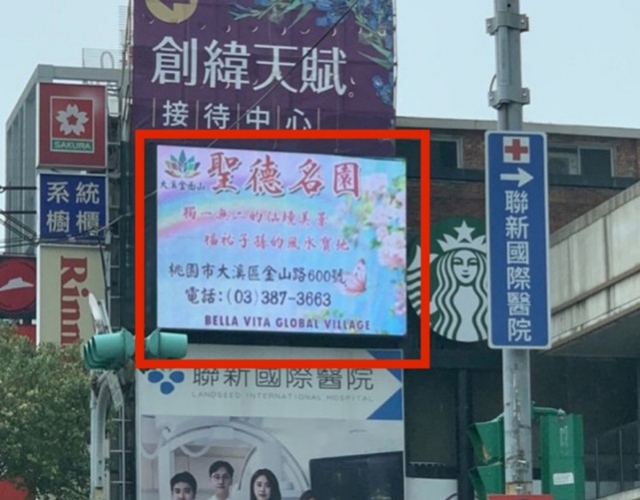 創緯天賦
接待中心
SAKURA
系統
櫥櫃
Rinn
大溪金面山
聖德名園
獨一無二的仙境美景
福祐子孫的風水寶地
桃園市大溪區金山路600號
電話:(03)387-3663
BELLA VITA GLOBAL VILLAGE
聯新國際醫院
LANDSEED INTERNATIONAL HOSPITAL
聯新國際醫院